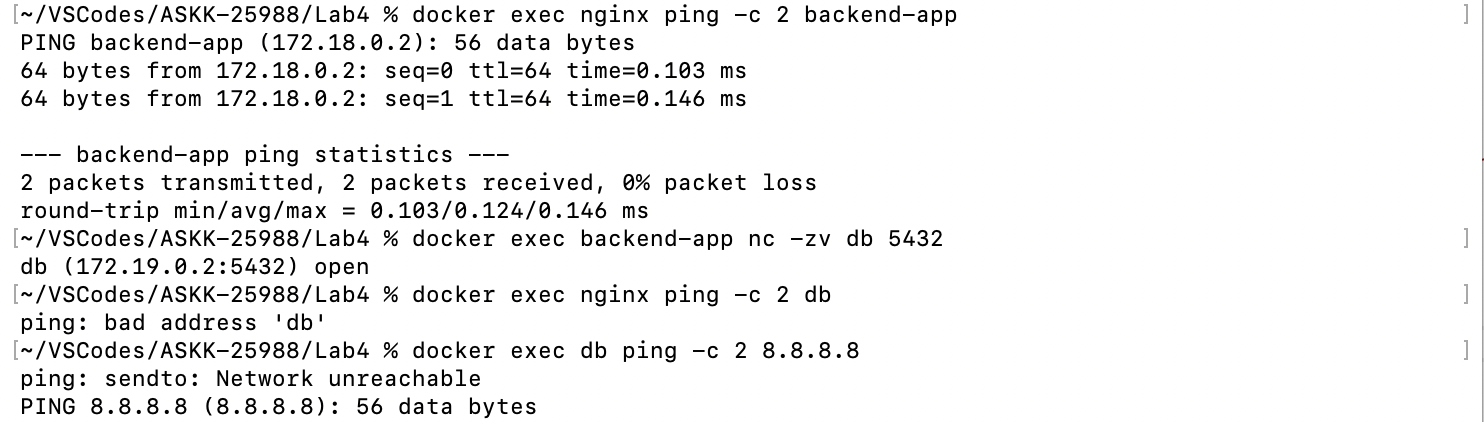 [~/VSCodes/ASKK-25988/Lab4 % docker exec nginx ping -c 2 backend-app ]
PING backend-app (172.18.0.2): 56 data bytes
64 bytes from 172.18.0.2: seq=0 ttl=64 time=0.103 ms
64 bytes from 172.18.0.2: seq=1 ttl=64 time=0.146 ms
--- backend-app ping statistics ---
2 packets transmitted, 2 packets received, 0% packet loss
round-trip min/avg/max = 0.103/0.124/0.146 ms
[~/VSCodes/ASKK-25988/Lab4 % docker exec backend-app nc -zv db 5432 ]
db (172.19.0.2:5432) open
[~/VSCodes/ASKK-25988/Lab4 % docker exec nginx ping -c 2 db ]
ping: bad address 'db'
[~/VSCodes/ASKK-25988/Lab4 % docker exec db ping -c 2 8.8.8.8 ]
ping: sendto: Network unreachable
PING 8.8.8.8 (8.8.8.8): 56 data bytes